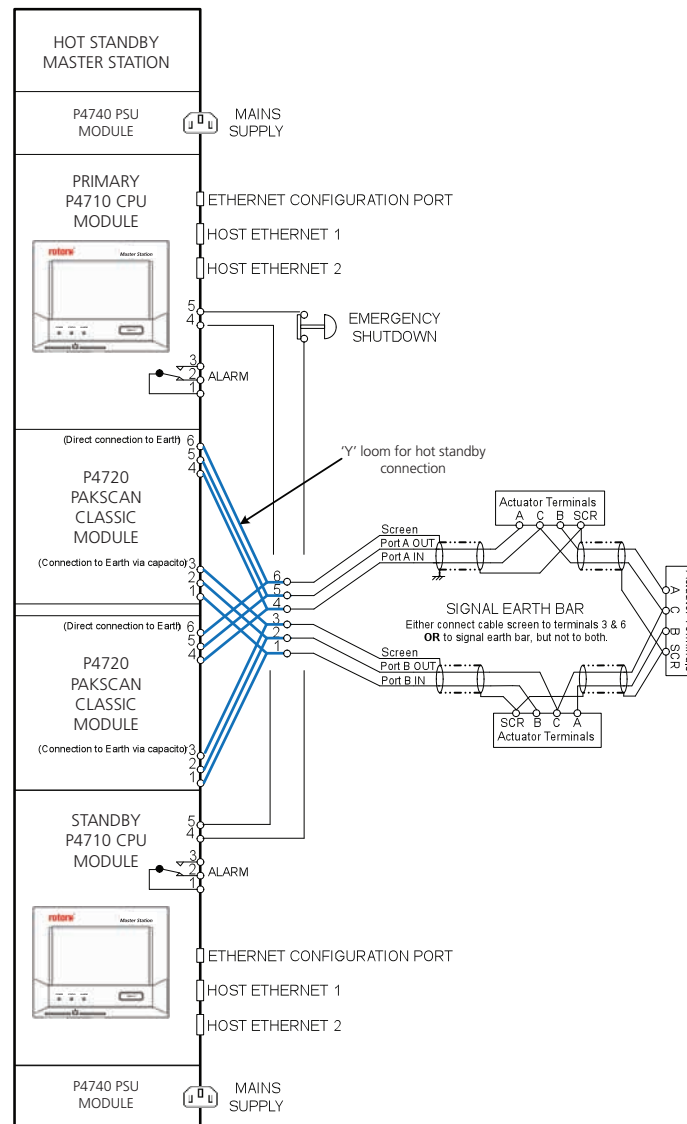 HOT STANDBY
MASTER STATION
P4740 PSU
MODULE
MAINS
SUPPLY
PRIMARY
P4710 CPU
MODULE
ETHERNET CONFIGURATION PORT
HOST ETHERNET 1
HOST ETHERNET 2
rotork
Master Station
5
4
EMERGENCY
SHUTDOWN
3
2
1
ALARM
(Direct connection to Earth)
6
5
4
'Y' loom for hot standby
connection
P4720
PAKSCAN
CLASSIC
MODULE
(Connection to Earth via capacito)
3
2
1
Actuator Terminals
A C B SCR
Screen
Port A OUT
Port A IN
6
5
4
3
2
1
SIGNAL EARTH BAR
Either connect cable screen to terminals 3 & 6
OR to signal earth bar, but not to both.
Screen
Port B OUT
Port B IN
A
C
B
SCR
SCR B C A
Actuator Terminals
(Direct connection to Earth)
6
5
4
P4720
PAKSCAN
CLASSIC
MODULE
(Connection to Earth via capacito)
3
2
1
STANDBY
P4710 CPU
MODULE
5
4
3
2
1
ALARM
rotork
Master Station
ETHERNET CONFIGURATION PORT
HOST ETHERNET 1
HOST ETHERNET 2
P4740 PSU
MODULE
MAINS
SUPPLY